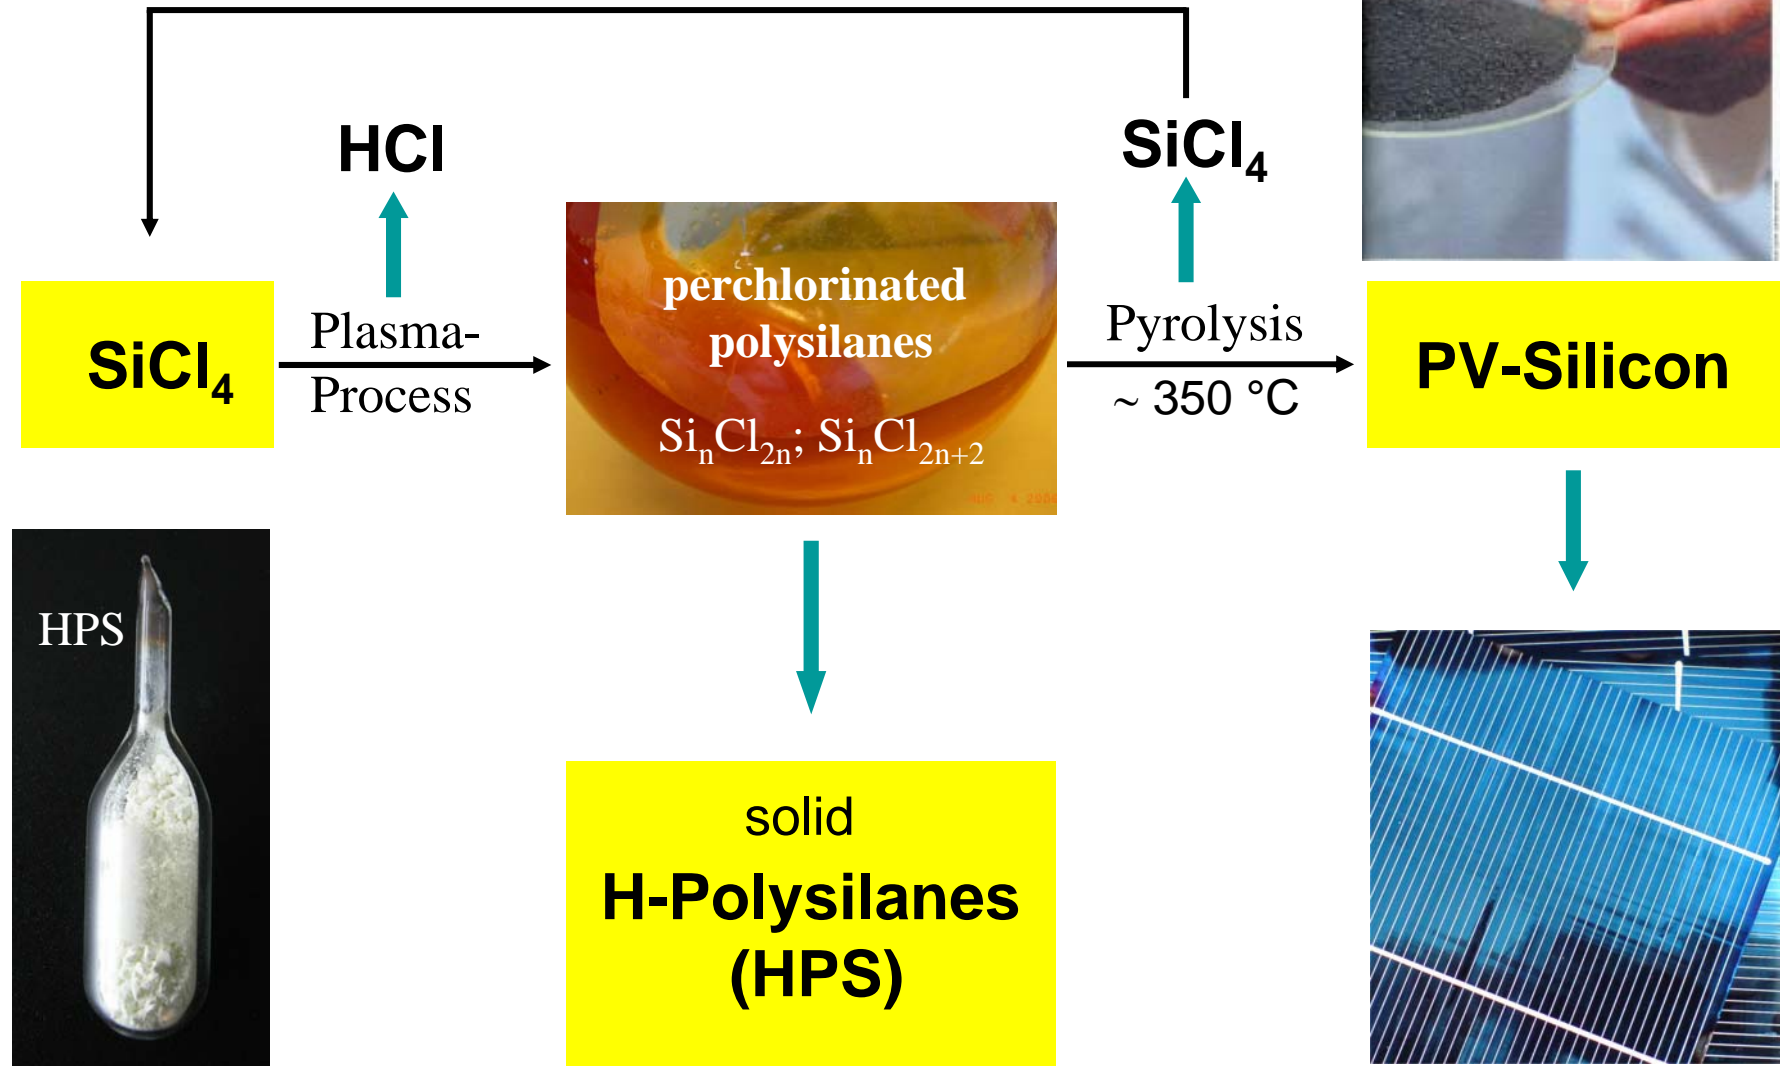 HCl
SiCl4
SiCl4
Plasma-
Process
perchlorinated
polysilanes
SinCl2n; SinCl2n+2
Pyrolysis
~ 350 °C
PV-Silicon
HPS
solid
H-Polysilanes
(HPS)